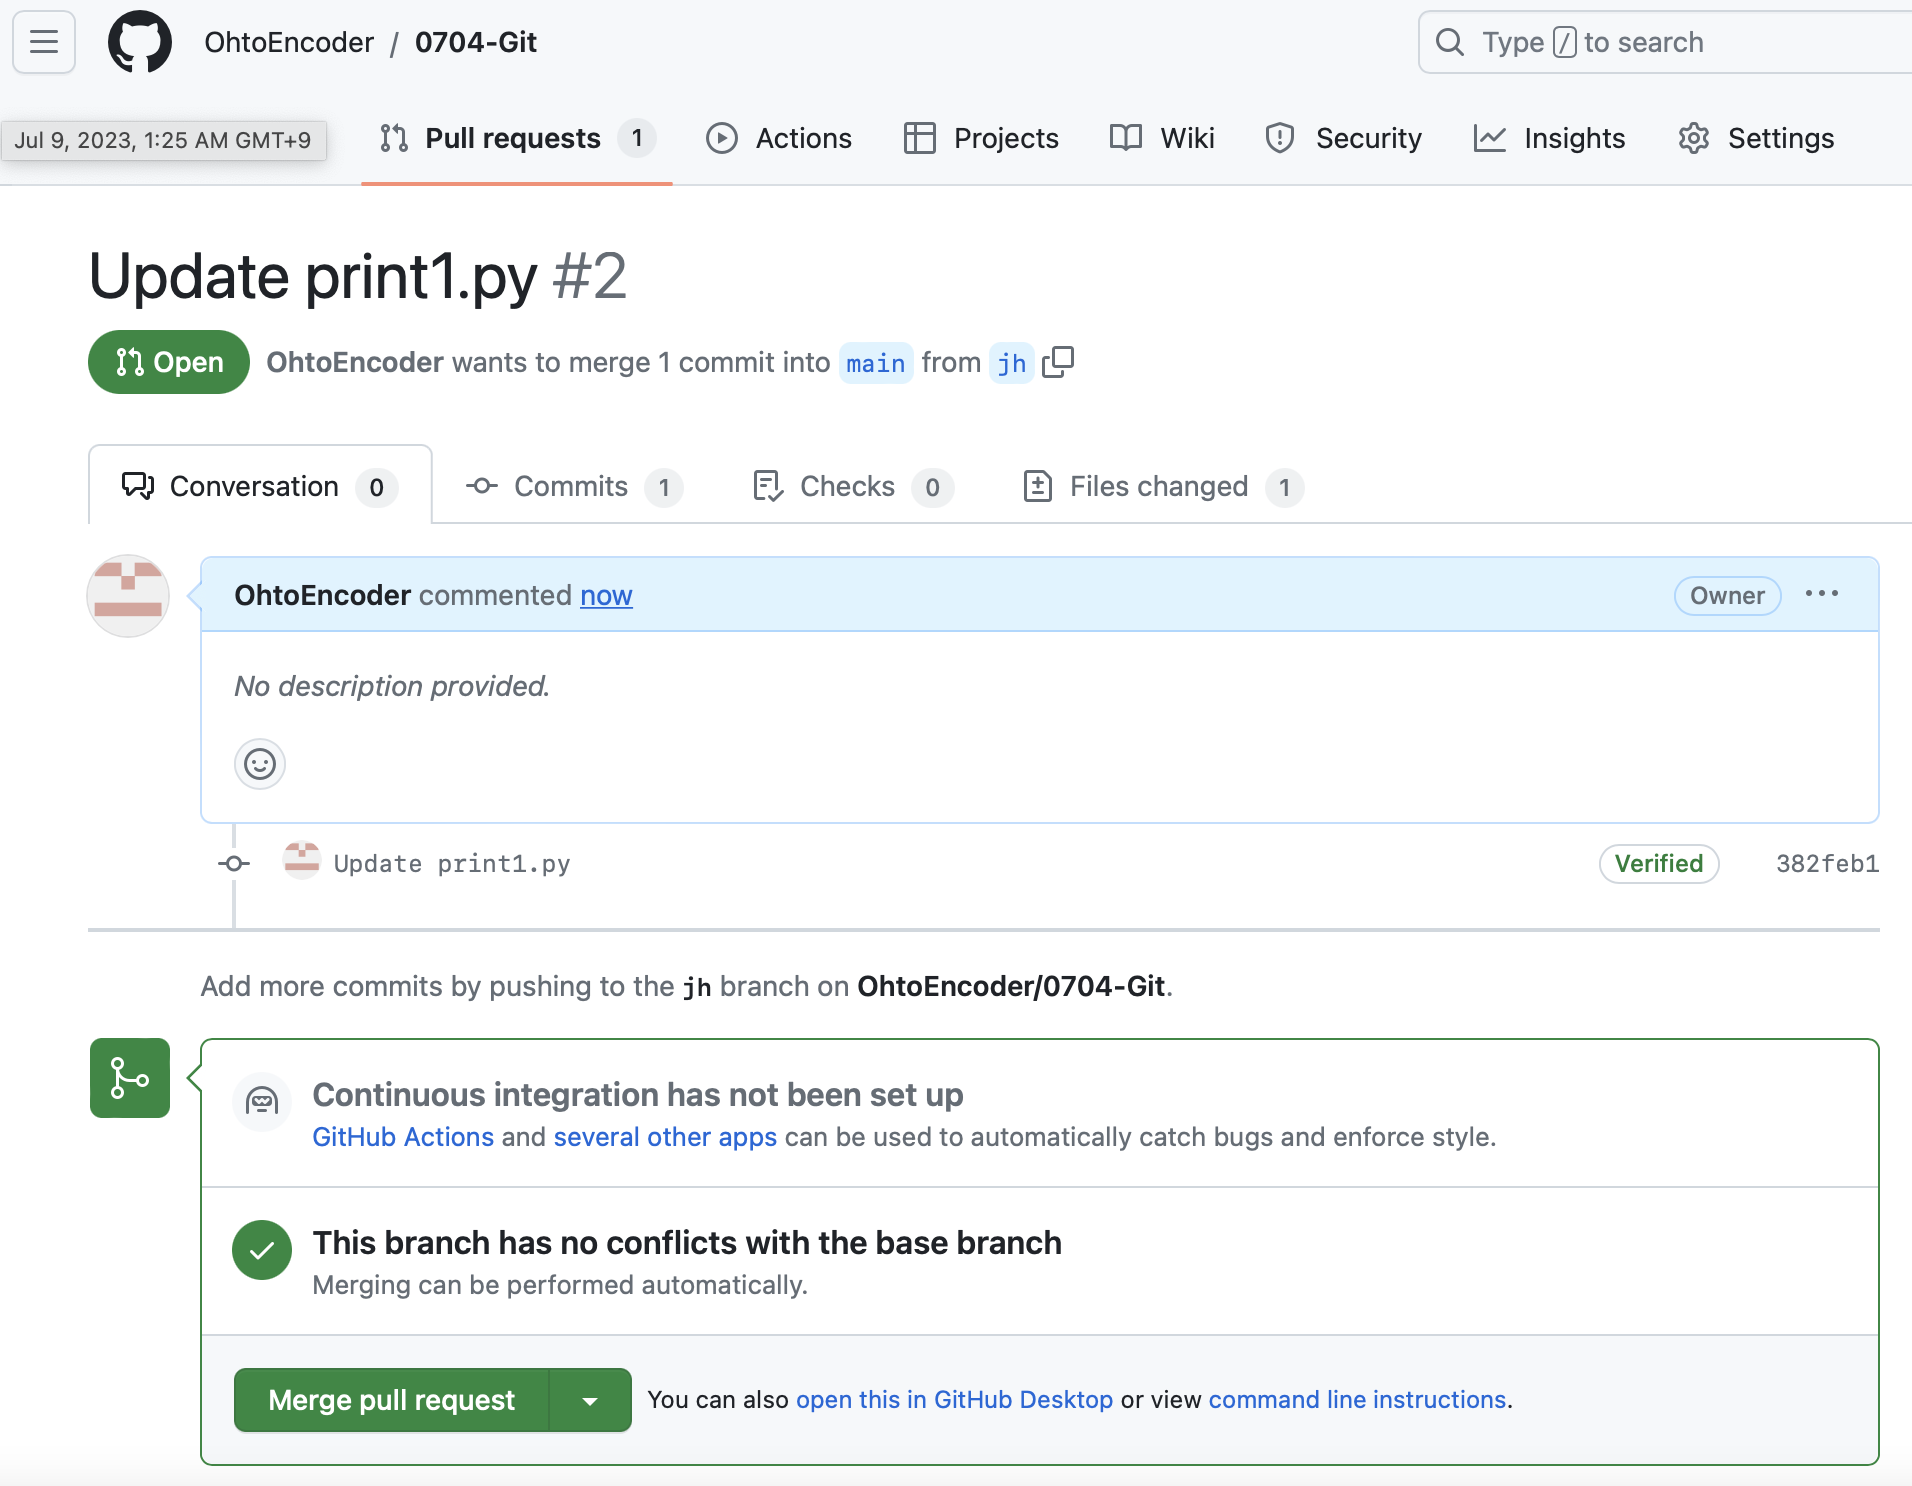 OhtoEncoder / 0704-Git
Type / to search
Jul 9, 2023, 1:25 AM GMT+9
Pull requests 1 Actions Projects Wiki Security Insights Settings
Update print1.py #2
Open OhtoEncoder wants to merge 1 commit into main from jh
Conversation 0 Commits 1 Checks 0 Files changed 1
OhtoEncoder commented now Owner
No description provided.
Update print1.py Verified 382feb1
Add more commits by pushing to the jh branch on OhtoEncoder/0704-Git.
Continuous integration has not been set up
GitHub Actions and several other apps can be used to automatically catch bugs and enforce style.
This branch has no conflicts with the base branch
Merging can be performed automatically.
Merge pull request You can also open this in GitHub Desktop or view command line instructions.